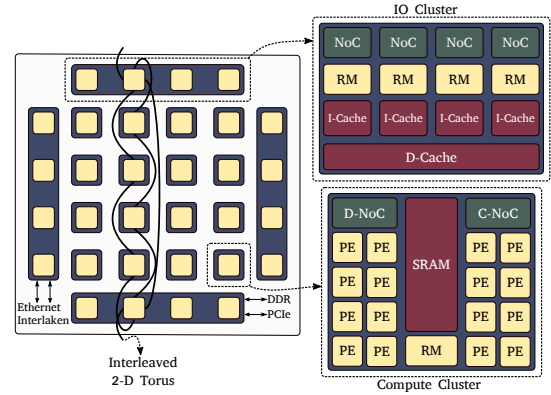 IO Cluster
NoC NoC NoC NoC
RM RM RM RM
I-Cache I-Cache I-Cache I-Cache
D-Cache
D-NoC C-NoC
SRAM
PE PE PE PE
PE PE PE PE
PE PE PE PE
PE PE RM PE PE
Compute Cluster
Ethernet
Interlaken
DDR
PCIe
Interleaved
2-D Torus